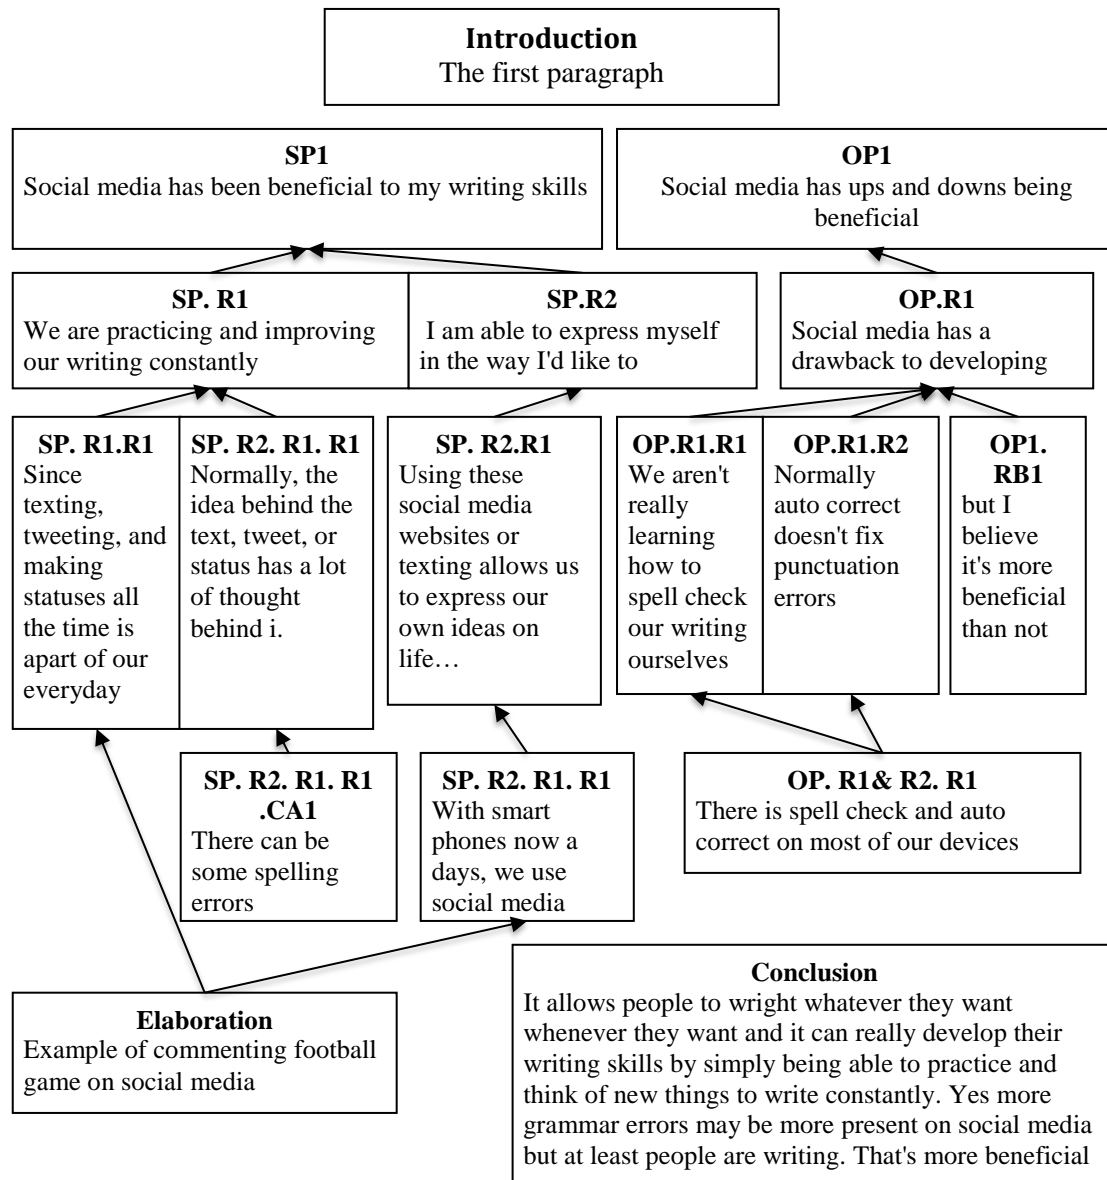 Introduction
The first paragraph
SP1
Social media has been beneficial to my writing skills
OP1
Social media has ups and downs being
beneficial
SP. R1
We are practicing and improving
our writing constantly
SP.R2
I am able to express myself
in the way I'd like to
OP.R1
Social media has a
drawback to developing
SP. R1.R1
Since
texting,
tweeting, and
making
statuses all
the time is
apart of our
everyday
SP. R2. R1. R1
Normally, the
idea behind the
text, tweet, or
status has a lot
of thought
behind i.
SP. R2.R1
Using these
social media
websites or
texting allows us
to express our
own ideas on
life…
OP.R1.R1
We aren't
really
learning
how to
spell check
our writing
ourselves
OP.R1.R2
Normally
auto correct
doesn't fix
punctuation
errors
OP1.
RB1
but I
believe
it's more
beneficial
than not
SP. R2. R1. R1
.CA1
There can be
some spelling
errors
SP. R2. R1. R1
With smart
phones now a
days, we use
social media
OP. R1& R2. R1
There is spell check and auto
correct on most of our devices
Elaboration
Example of commenting football
game on social media
Conclusion
It allows people to wright whatever they want
whenever they want and it can really develop their
writing skills by simply being able to practice and
think of new things to write constantly. Yes more
grammar errors may be more present on social media
but at least people are writing. That's more beneficial